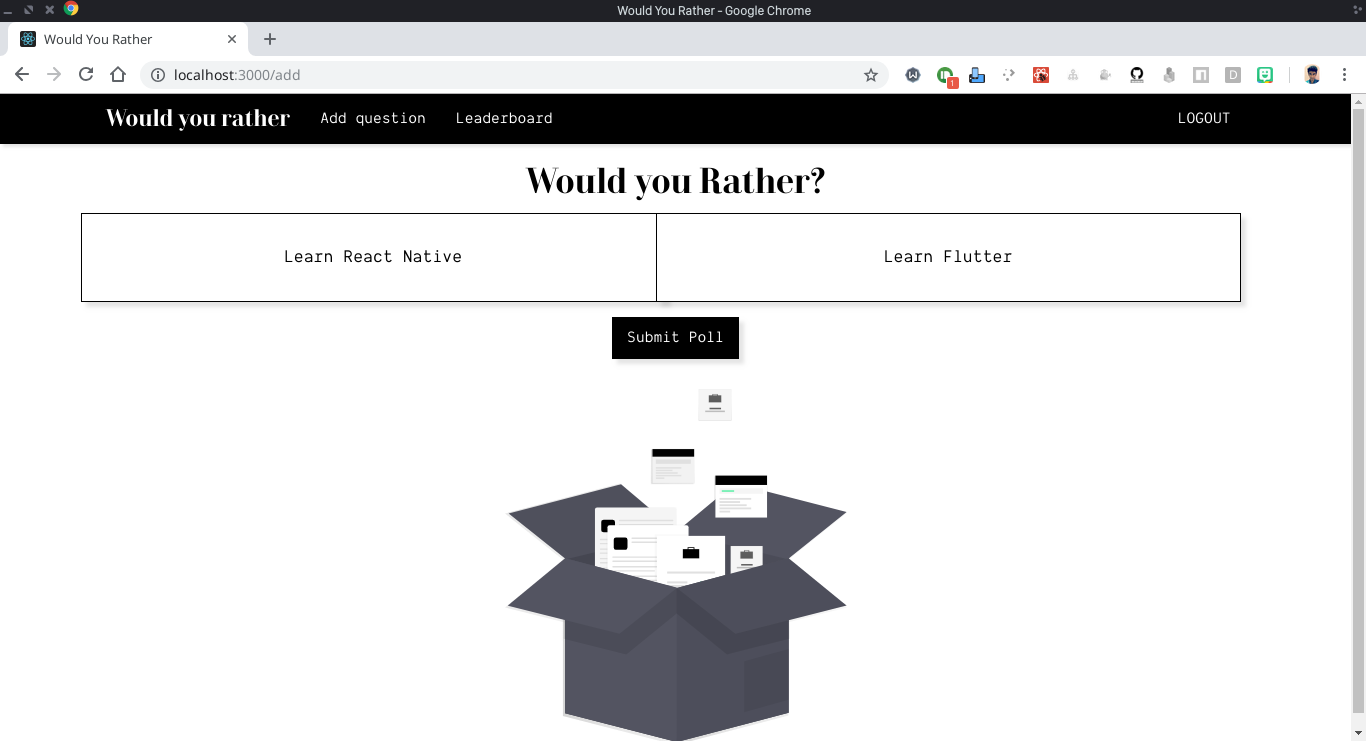 Would You Rather - Google Chrome
Would You Rather
localhost:3000/add
1
D
Would you rather Add question Leaderboard LOGOUT
Would you Rather?
Learn React Native Learn Flutter
Submit Poll